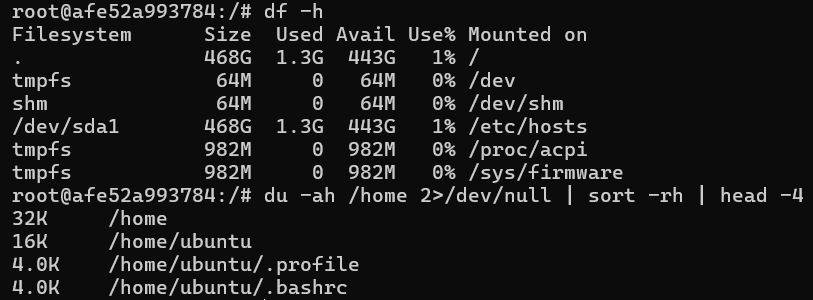 root@afe52a993784:/# df -h
Filesystem      Size  Used Avail Use% Mounted on
.               468G  1.3G  443G   1% /
tmpfs            64M     0   64M   0% /dev
shm              64M     0   64M   0% /dev/shm
/dev/sda1       468G  1.3G  443G   1% /etc/hosts
tmpfs           982M     0  982M   0% /proc/acpi
tmpfs           982M     0  982M   0% /sys/firmware
root@afe52a993784:/# du -ah /home 2>/dev/null | sort -rh | head -4
32K     /home
16K     /home/ubuntu
4.0K    /home/ubuntu/.profile
4.0K    /home/ubuntu/.bashrc